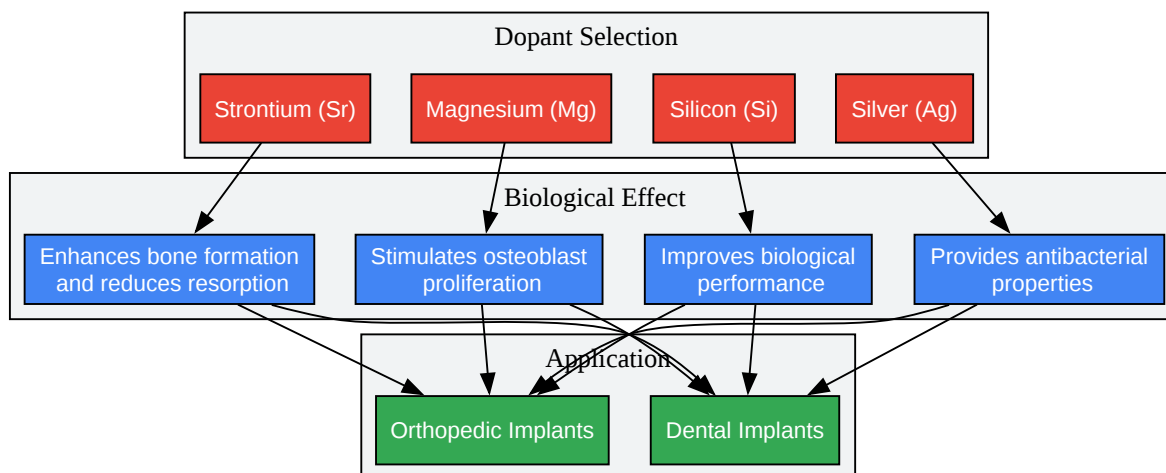 Dopant Selection
Strontium (Sr)
Magnesium (Mg)
Silicon (Si)
Silver (Ag)
Biological Effect
Enhances bone formation
and reduces resorption
Stimulates osteoblast
proliferation
Improves biological
performance
Provides antibacterial
properties
Application
Orthopedic Implants
Dental Implants